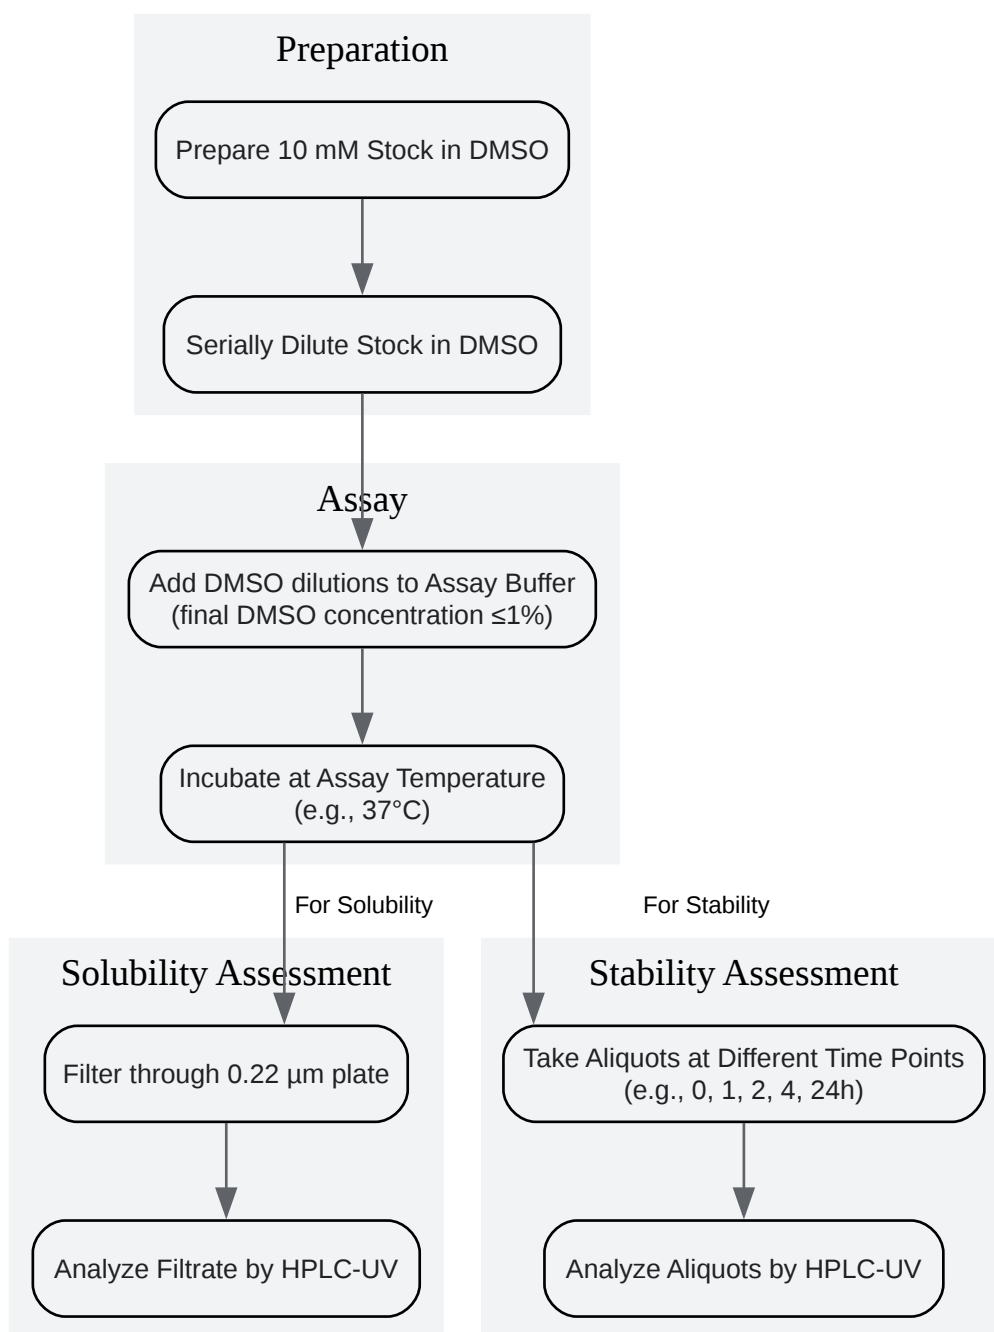 Preparation
Prepare 10 mM Stock in DMSO
Serially Dilute Stock in DMSO
Assay
Add DMSO dilutions to Assay Buffer
(final DMSO concentration ≤1%)
Incubate at Assay Temperature
(e.g., 37°C)
For Solubility
For Stability
Solubility Assessment
Stability Assessment
Filter through 0.22 µm plate
Take Aliquots at Different Time Points
(e.g., 0, 1, 2, 4, 24h)
Analyze Filtrate by HPLC-UV
Analyze Aliquots by HPLC-UV